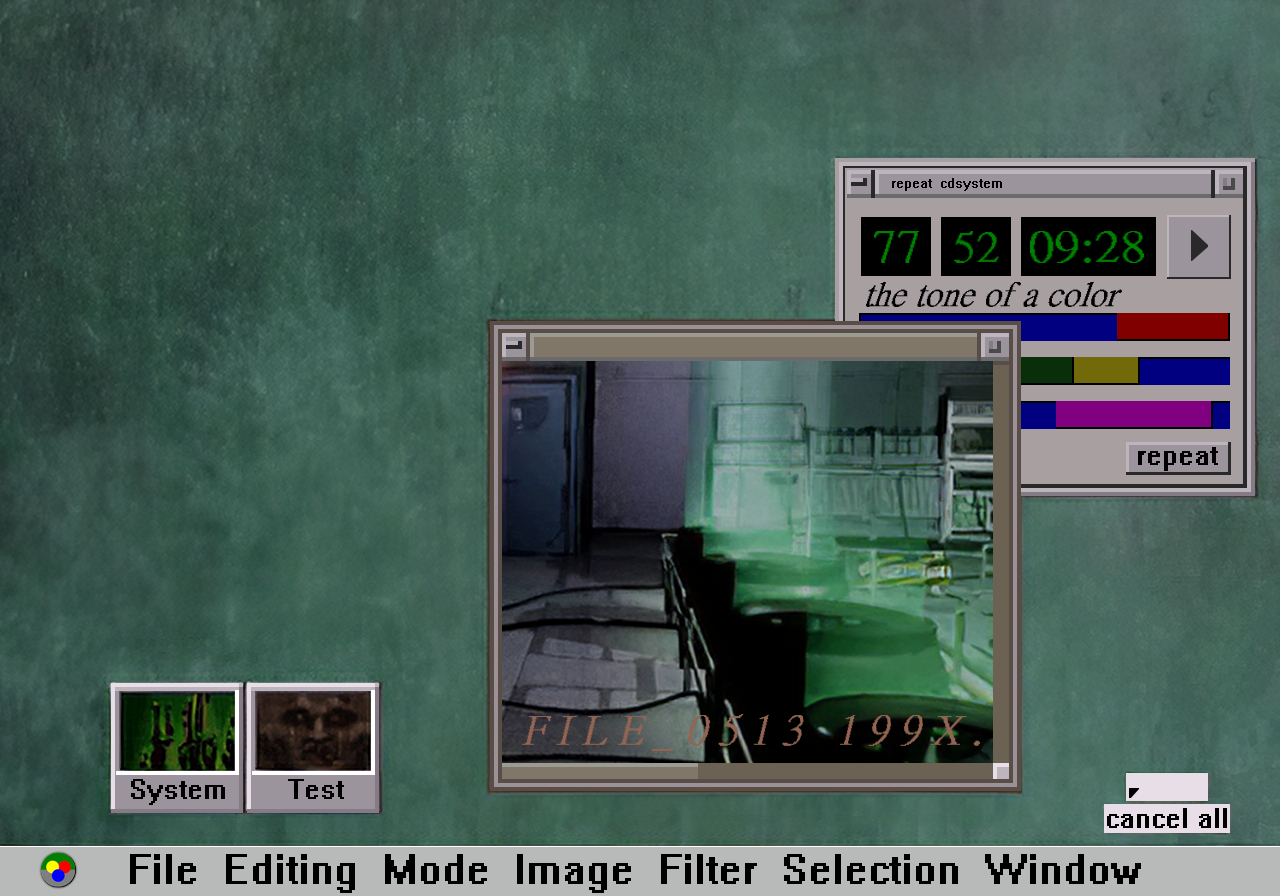 repeat cdsystem
77 52 09:28
the tone of a color
repeat
FILE_0513 199X.
System
Test
cancel all
File Editing Mode Image Filter Selection Window